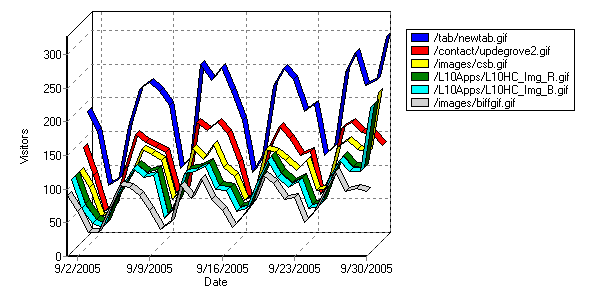 300
250
200
150
100
50
0
Visitors
9/2/2005
9/9/2005
9/16/2005
9/23/2005
9/30/2005
Date
/tab/newtab.gif
/contact/updegrove2.gif
/images/csb.gif
/L10Apps/L10HC_Img_R.gif
/L10Apps/L10HC_Img_B.gif
/images/biffgif.gif